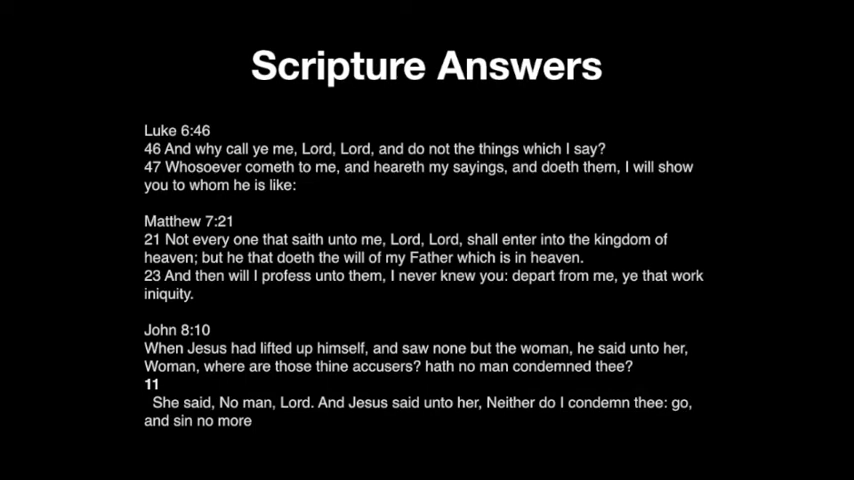 Scripture Answers
Luke 6:46
46 And why call ye me, Lord, Lord, and do not the things which I say?
47 Whosoever cometh to me, and heareth my sayings, and doeth them, I will show
you to whom he is like:
Matthew 7:21
21 Not every one that saith unto me, Lord, Lord, shall enter into the kingdom of
heaven; but he that doeth the will of my Father which is in heaven.
23 And then will I profess unto them, I never knew you: depart from me, ye that work
iniquity.
John 8:10
When Jesus had lifted up himself, and saw none but the woman, he said unto her,
Woman, where are those thine accusers? hath no man condemned thee?
11
She said, No man, Lord. And Jesus said unto her, Neither do I condemn thee: go,
and sin no more